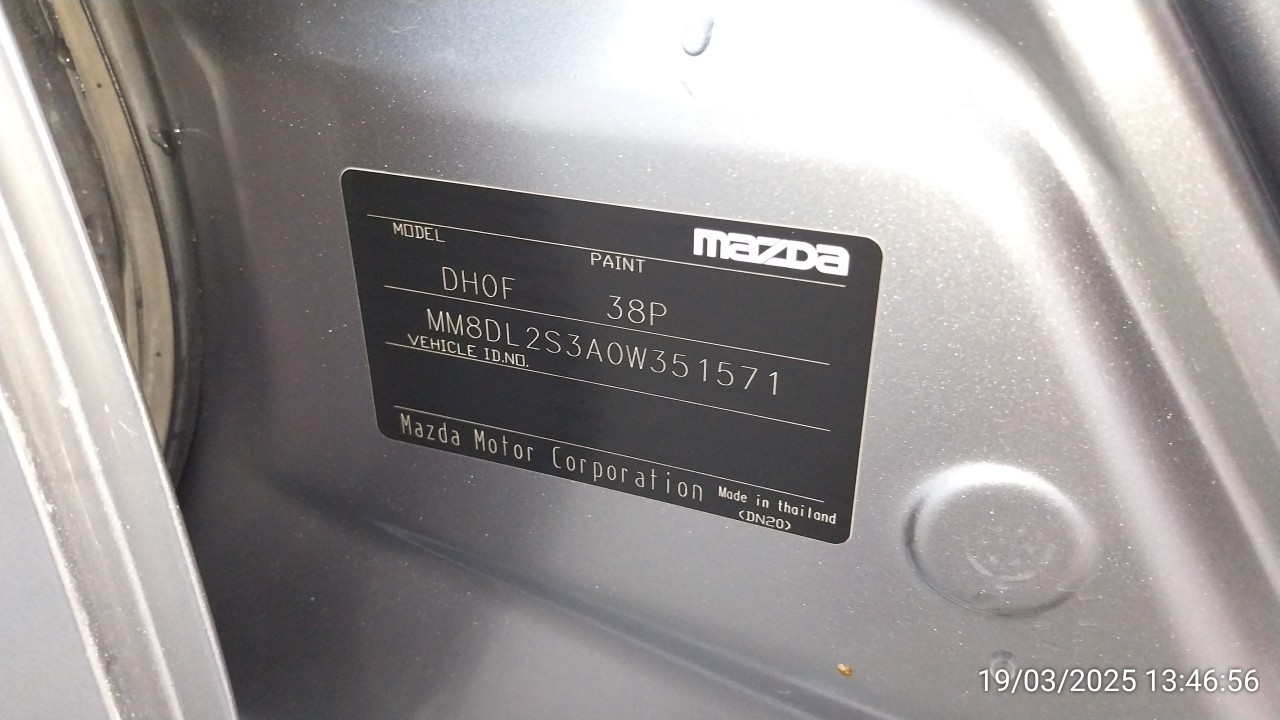 mazda
MODEL
PAINT
DH0F 38P
MM8DL2S3A0W351571
VEHICLE ID.NO.
Mazda Motor Corporation
Made in thailand
(DN20)
19/03/2025 13:46:56